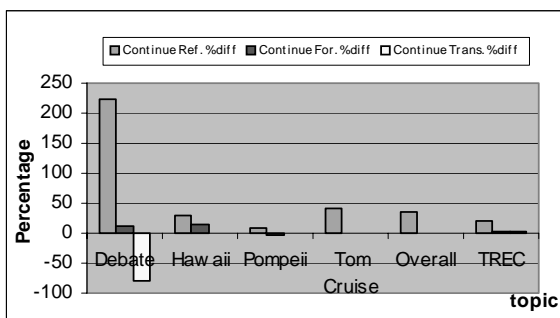 Continue Ref. %diff Continue For. %diff Continue Trans. %diff
250
200
150
100
50
0
-50
-100
Percentage
Debate Hawaii Pompeii Tom Cruise Overall TREC
topic